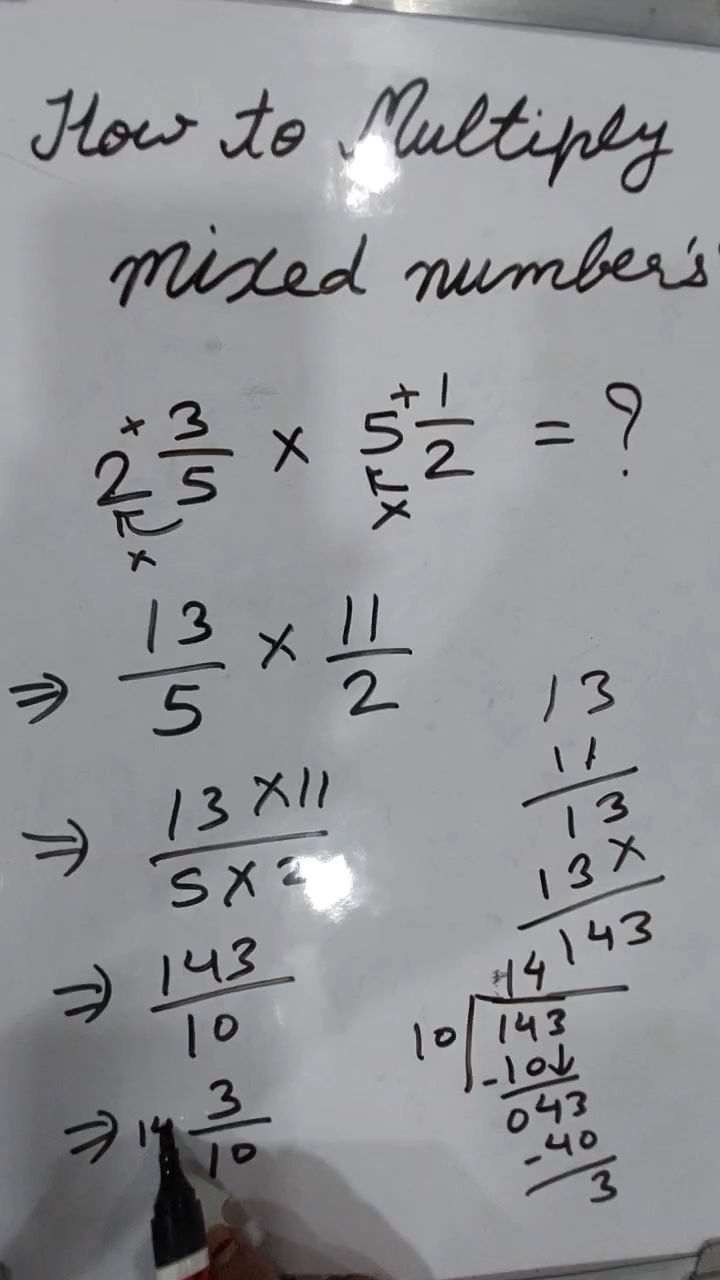 How to Multiply
mixed number's
2 + 3/5 × 5 + 1/2 = ?
×
×
⇒ 13/5 × 11/2
⇒ 13 × 11 / 5 × 2
⇒ 143/10
⇒ 14 3/10
13
11
13
13×
143
14
10 143
-10↓
043
-40
3